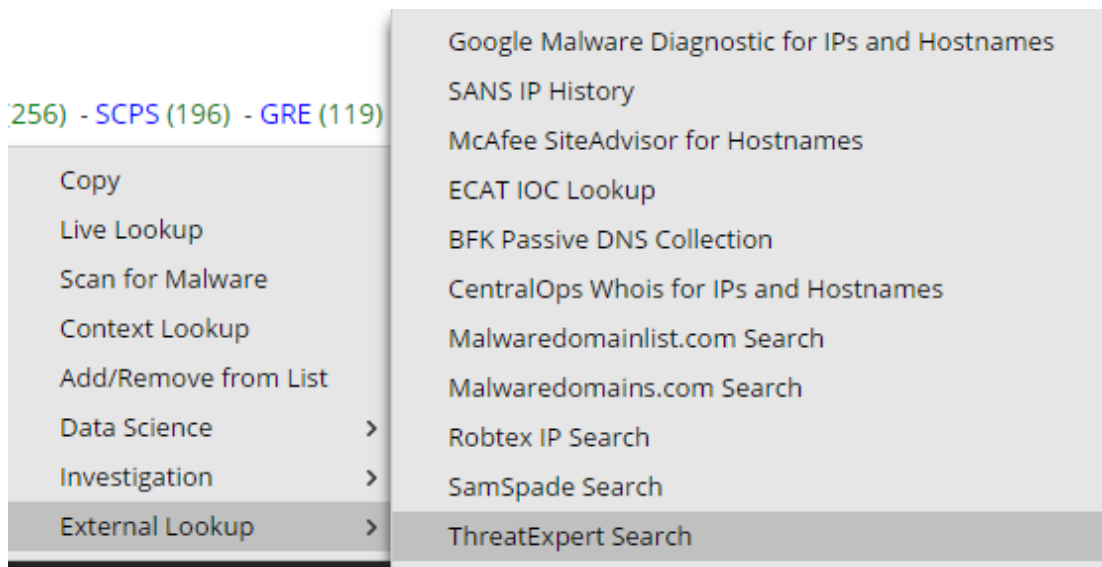 256) - SCPS (196) - GRE (119)
Copy
Live Lookup
Scan for Malware
Context Lookup
Add/Remove from List
Data Science
Investigation
External Lookup
Google Malware Diagnostic for IPs and Hostnames
SANS IP History
McAfee SiteAdvisor for Hostnames
ECAT IOC Lookup
BFK Passive DNS Collection
CentralOps Whois for IPs and Hostnames
Malwaredomainlist.com Search
Malwaredomains.com Search
Robtex IP Search
SamSpade Search
ThreatExpert Search